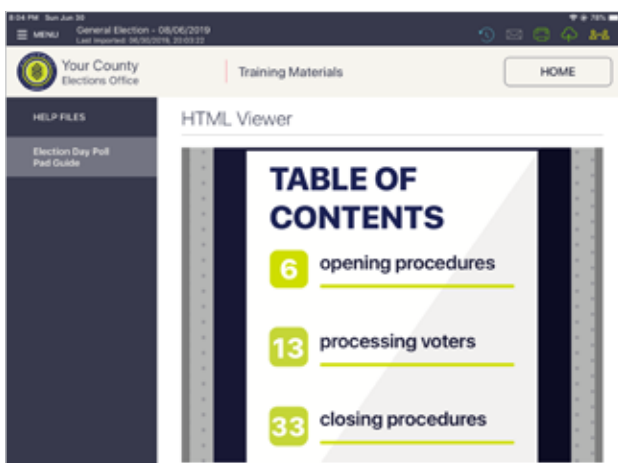 8:04 PM Sun Jun 30
78%
MENU
General Election - 08/06/2019
Last Imported: 06/30/2019, 20:03:22
Your County
Elections Office
Training Materials
HOME
HELP FILES
HTML Viewer
Election Day Poll
Pad Guide
TABLE OF
CONTENTS
6 opening procedures
13 processing voters
33 closing procedures